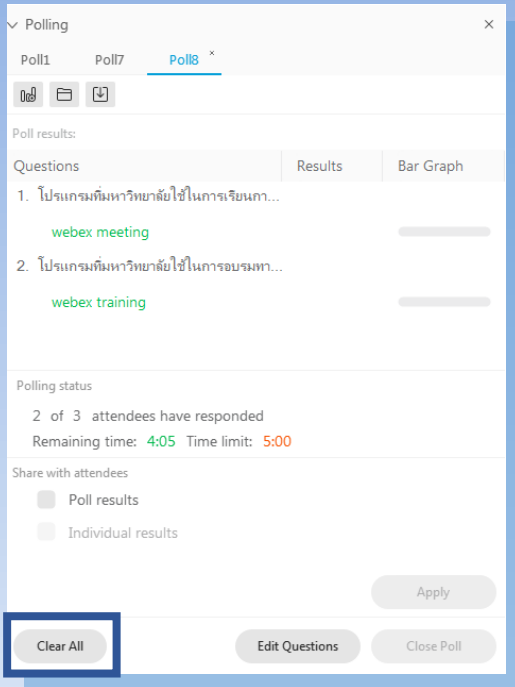 Polling
Poll1 Poll7 Poll8
Poll results:
Questions Results Bar Graph
1. โปรแกรมที่มหาวิทยาลัยใช้ในการเรียนกา...
webex meeting
2. โปรแกรมที่มหาวิทยาลัยใช้ในการอบรมทา...
webex training
Polling status
2 of 3 attendees have responded
Remaining time: 4:05 Time limit: 5:00
Share with attendees
Poll results
Individual results
Apply
Clear All Edit Questions Close Poll